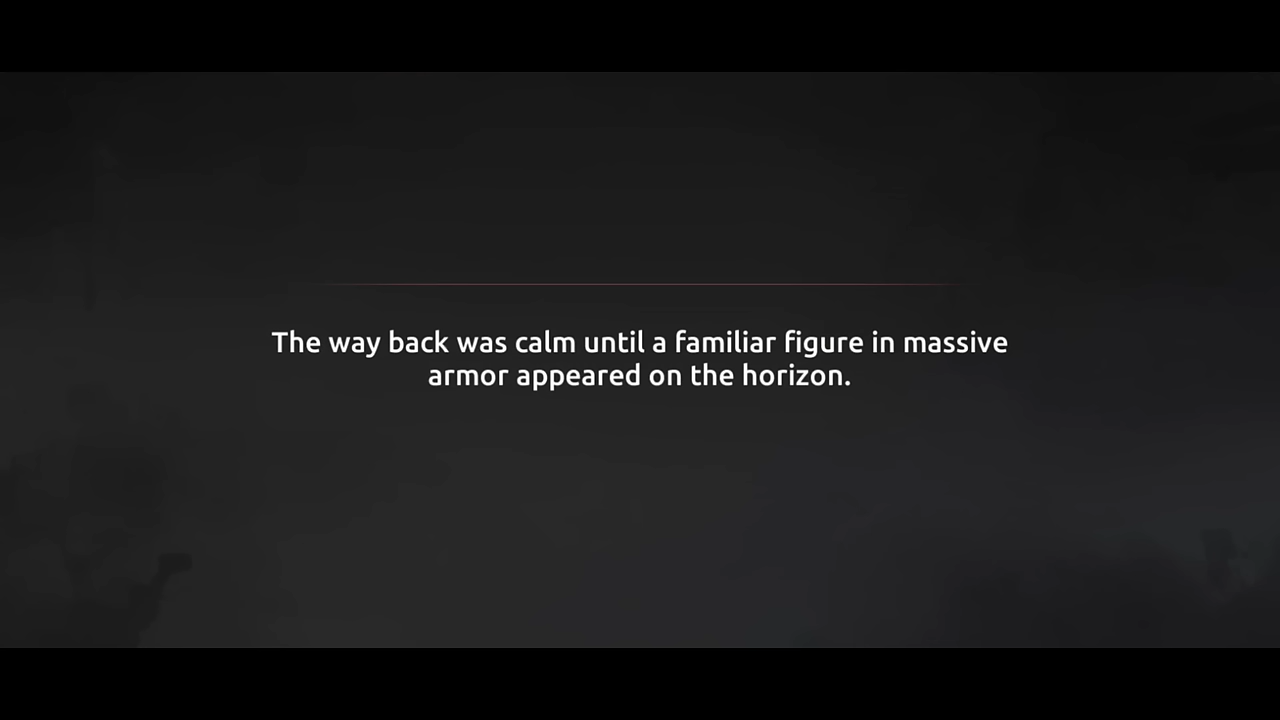 The way back was calm until a familiar figure in massive
armor appeared on the horizon.